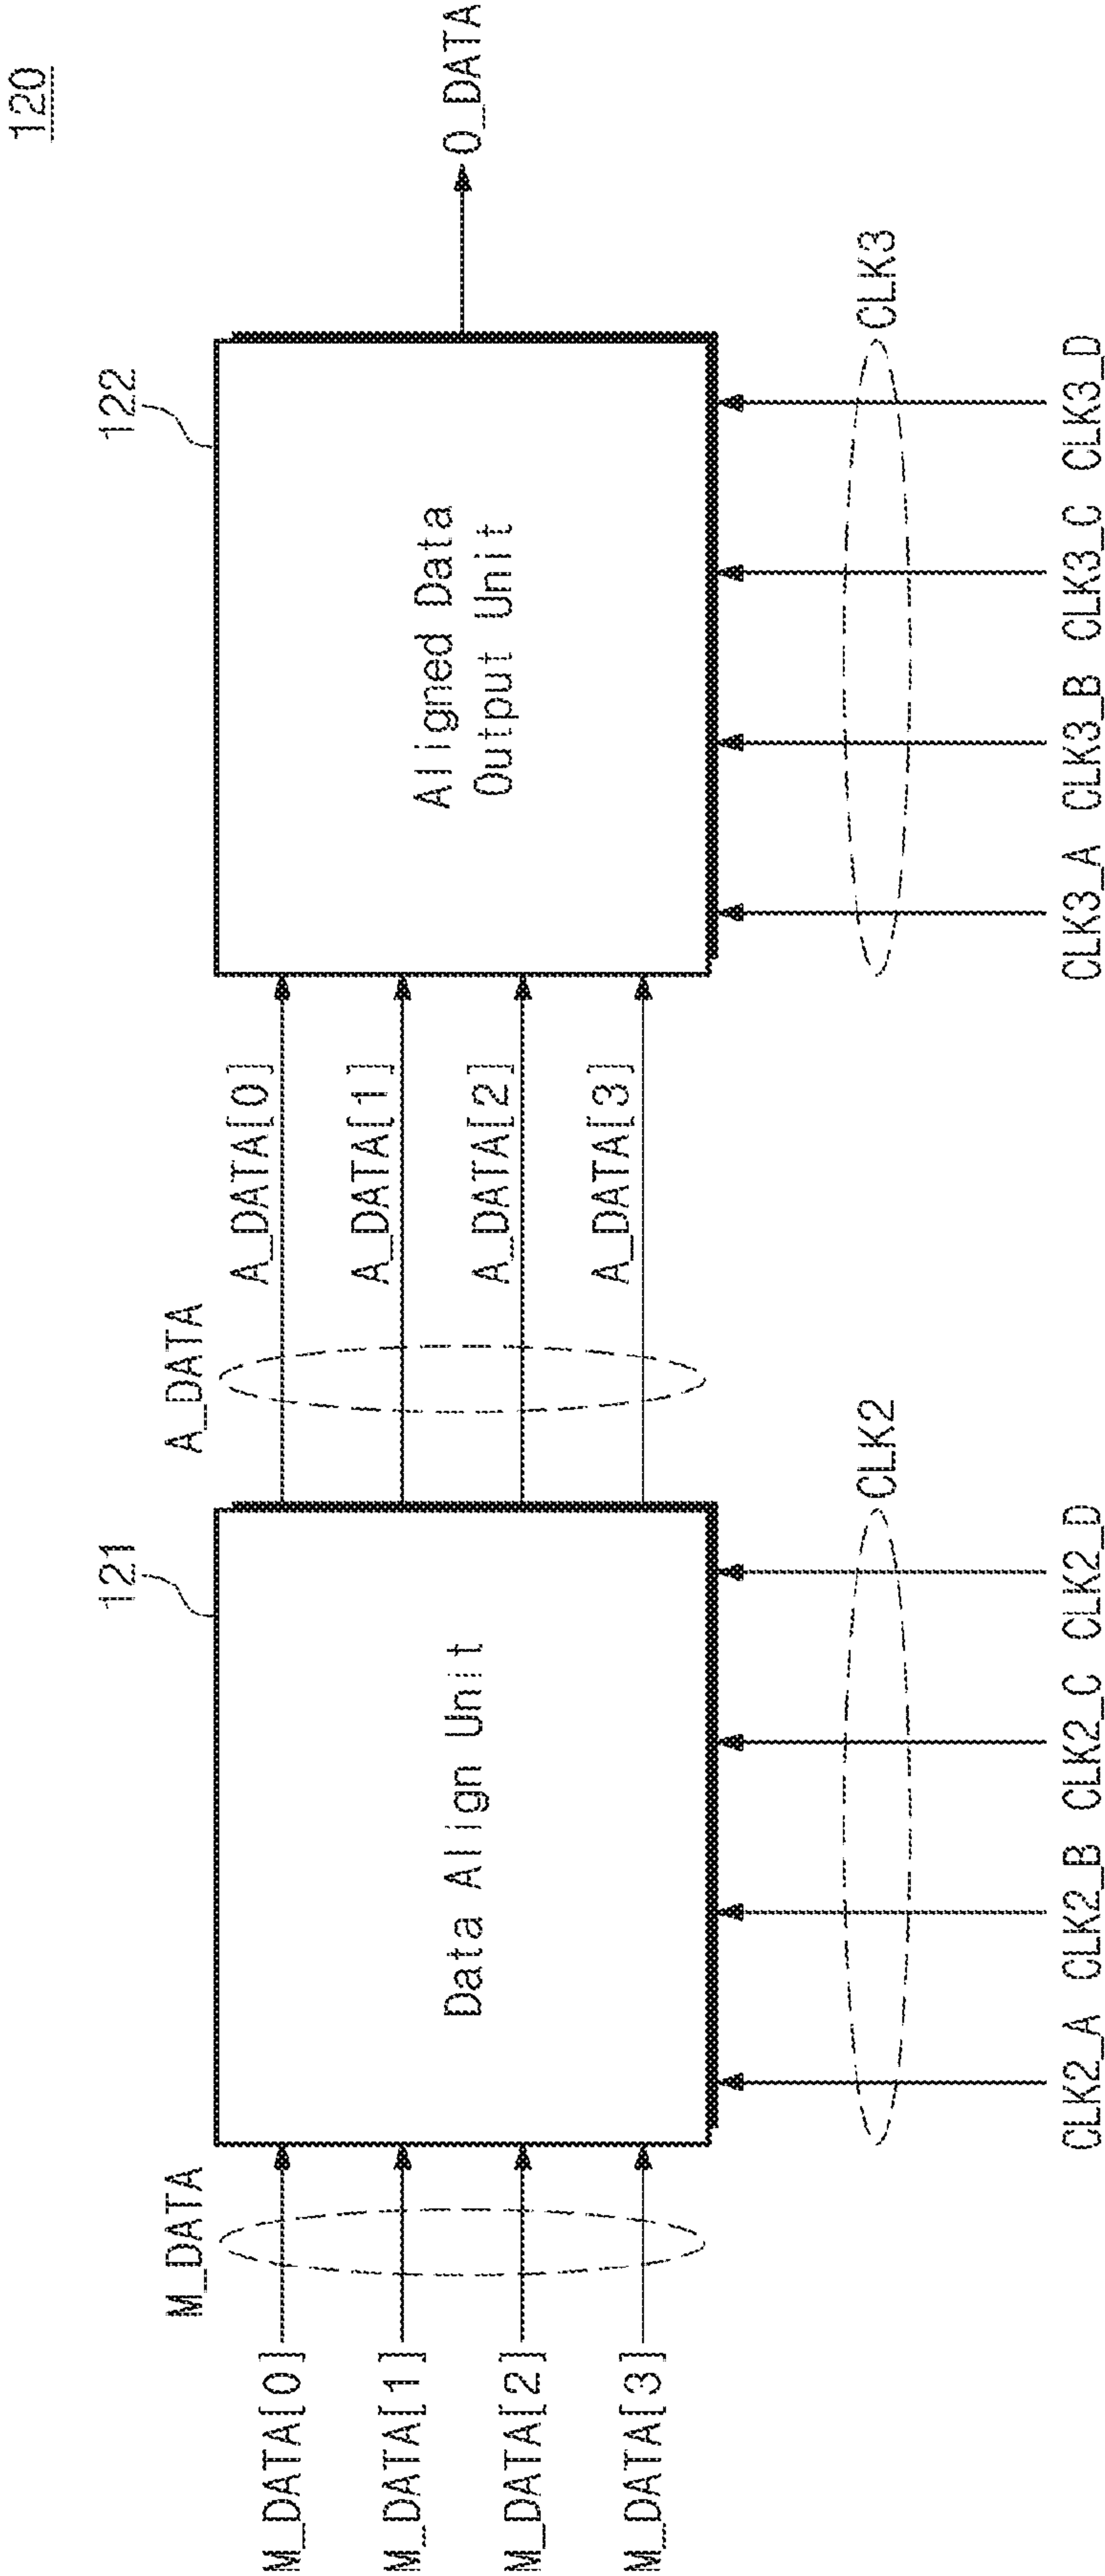 120
121
122
M_DATA
A_DATA
M_DATA[0]
M_DATA[1]
M_DATA[2]
M_DATA[3]
Data Align Unit
A_DATA[0]
A_DATA[1]
A_DATA[2]
A_DATA[3]
Aligned Data
Output Unit
O_DATA
CLK2
CLK3
CLK2_A
CLK2_B
CLK2_C
CLK2_D
CLK3_A
CLK3_B
CLK3_C
CLK3_D